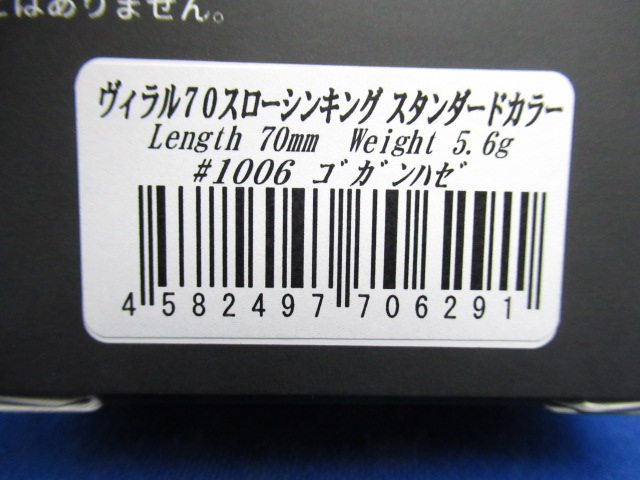 にはありません。
ヴィラル70スローシンキング スタンダードカラー
Length 70mm Weight 5.6g
#1006 ゴガンハゼ
4 582497 706291